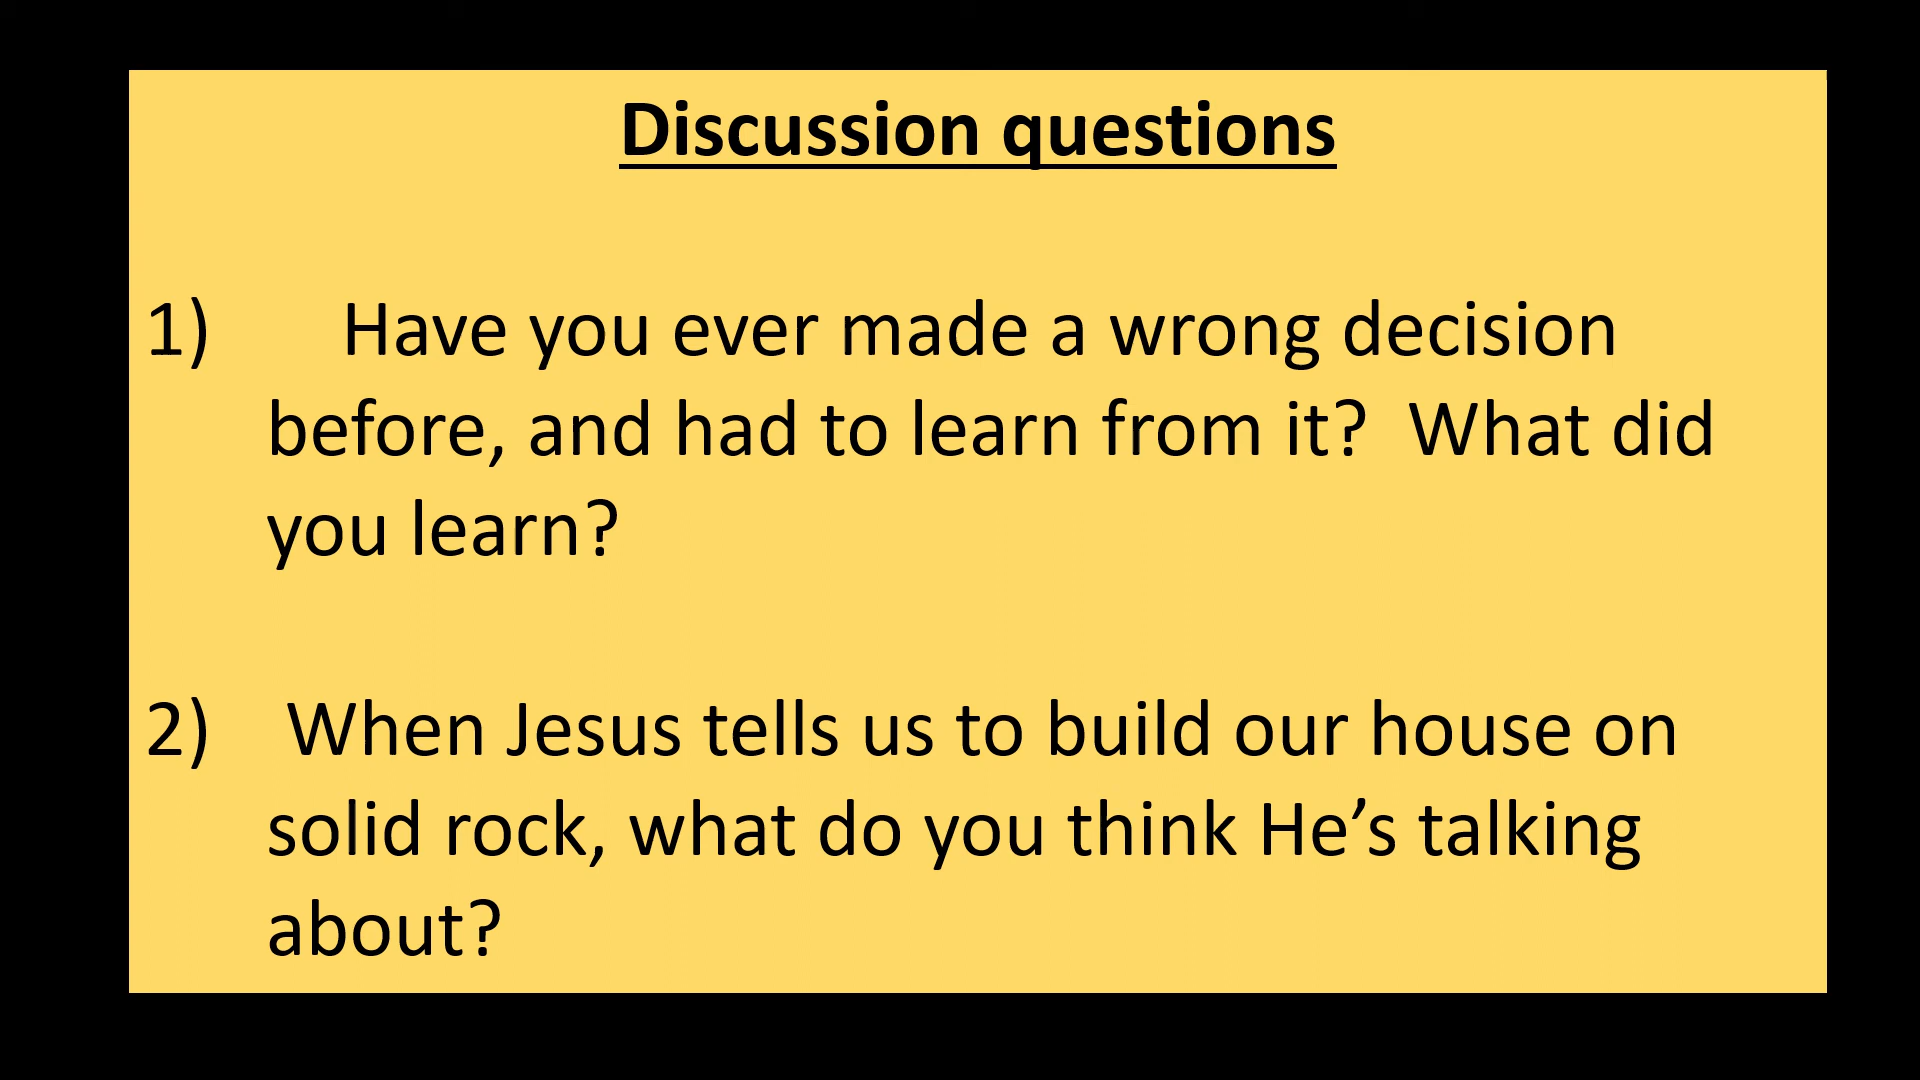 Discussion questions
1) Have you ever made a wrong decision
before, and had to learn from it? What did
you learn?
2) When Jesus tells us to build our house on
solid rock, what do you think He’s talking
about?